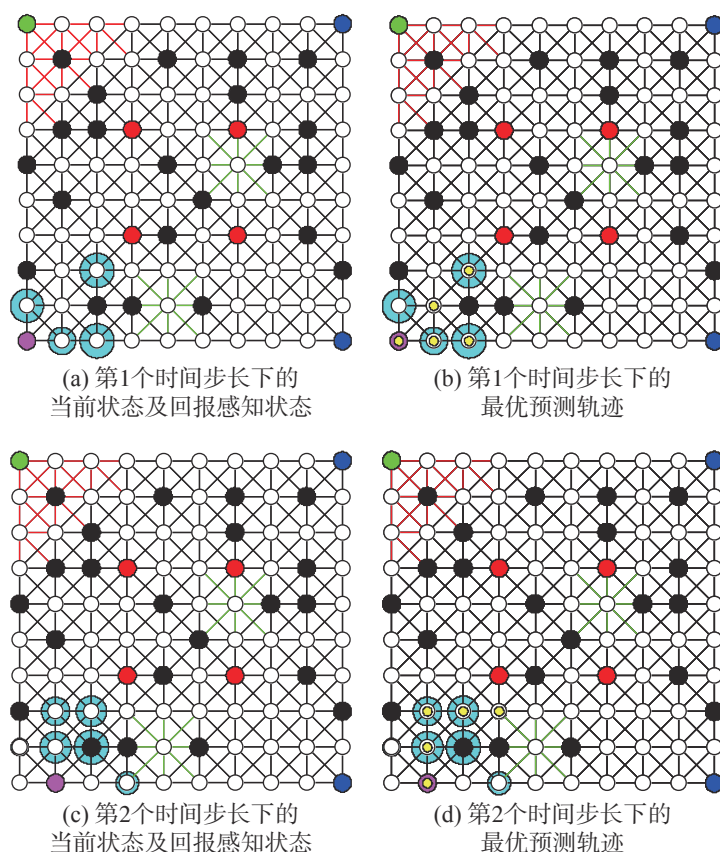 (a) 第1个时间步长下的
当前状态及回报感知状态
(b) 第1个时间步长下的
最优预测轨迹
(c) 第2个时间步长下的
当前状态及回报感知状态
(d) 第2个时间步长下的
最优预测轨迹